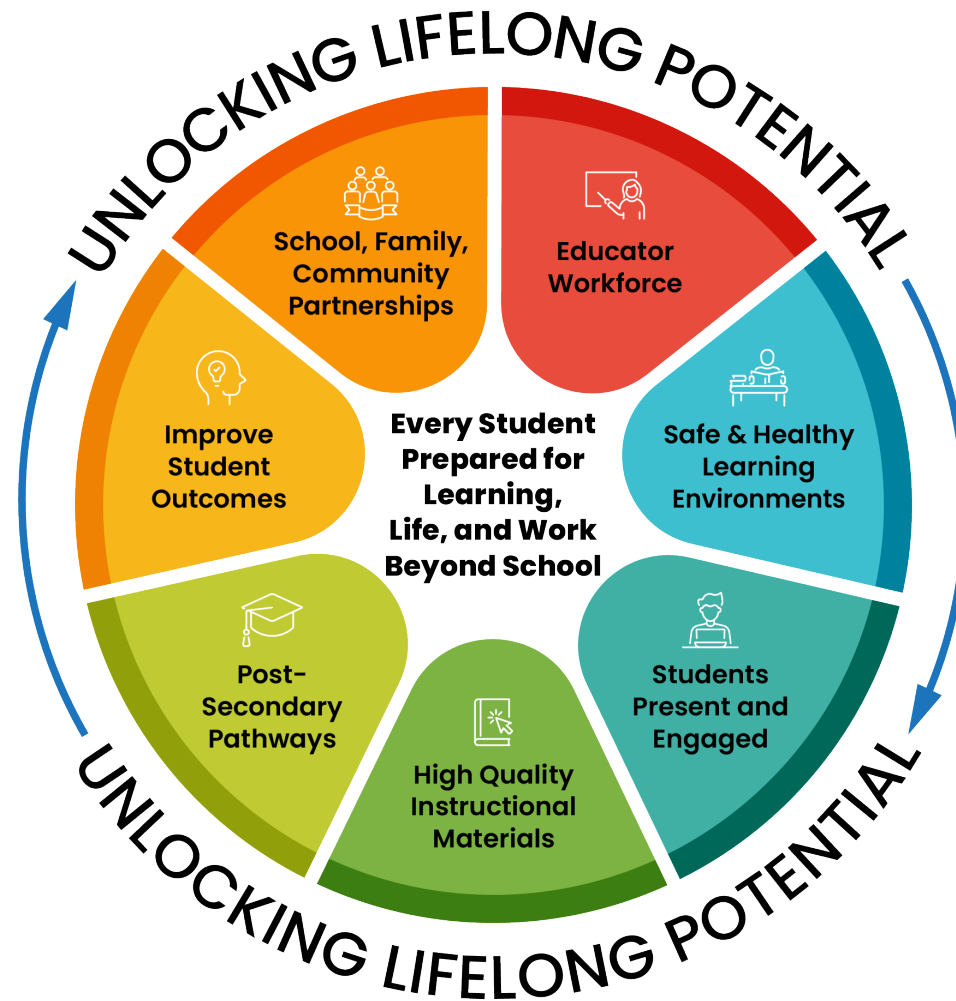 UNLOCKING LIFELONG POTENTIAL
School, Family,
Community
Partnerships
Educator
Workforce
Improve
Student
Outcomes
Every Student
Prepared for
Learning,
Life, and Work
Beyond School
Safe & Healthy
Learning
Environments
Post-
Secondary
Pathways
High Quality
Instructional
Materials
Students
Present and
Engaged
UNLOCKING LIFELONG POTENTIAL